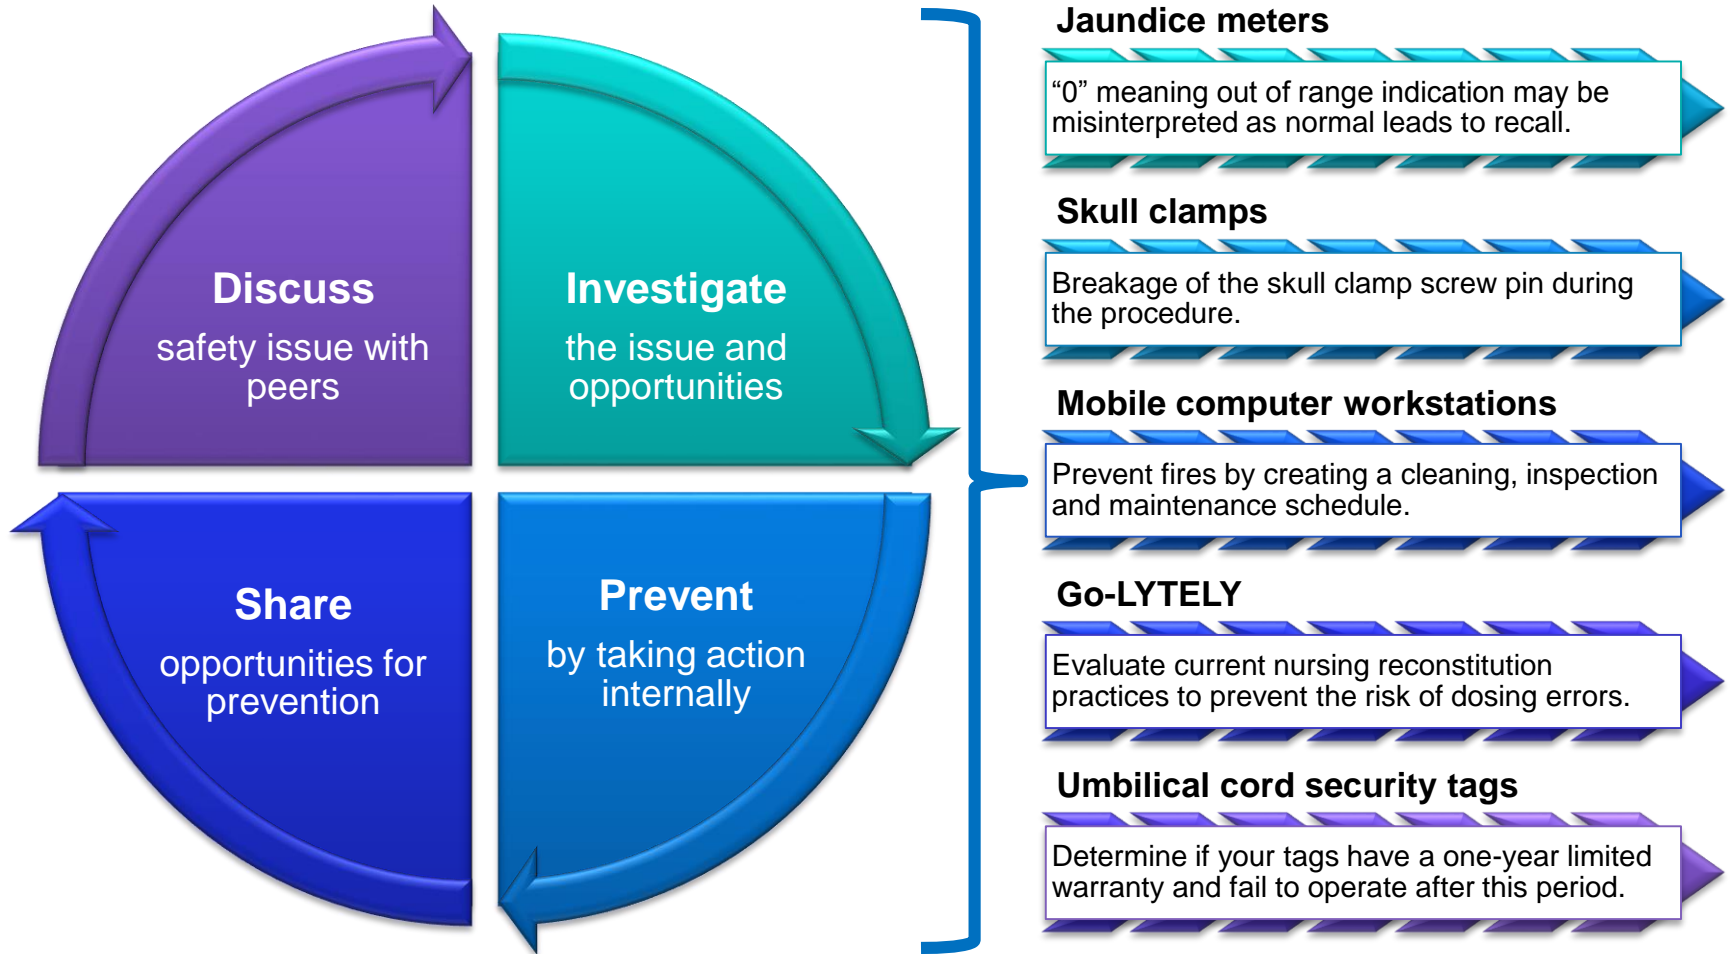 Discuss
safety issue with
peers
Investigate
the issue and
opportunities
Share
opportunities for
prevention
Prevent
by taking action
internally
Jaundice meters
“0” meaning out of range indication may be
misinterpreted as normal leads to recall.
Skull clamps
Breakage of the skull clamp screw pin during
the procedure.
Mobile computer workstations
Prevent fires by creating a cleaning, inspection
and maintenance schedule.
Go-LYTELY
Evaluate current nursing reconstitution
practices to prevent the risk of dosing errors.
Umbilical cord security tags
Determine if your tags have a one-year limited
warranty and fail to operate after this period.